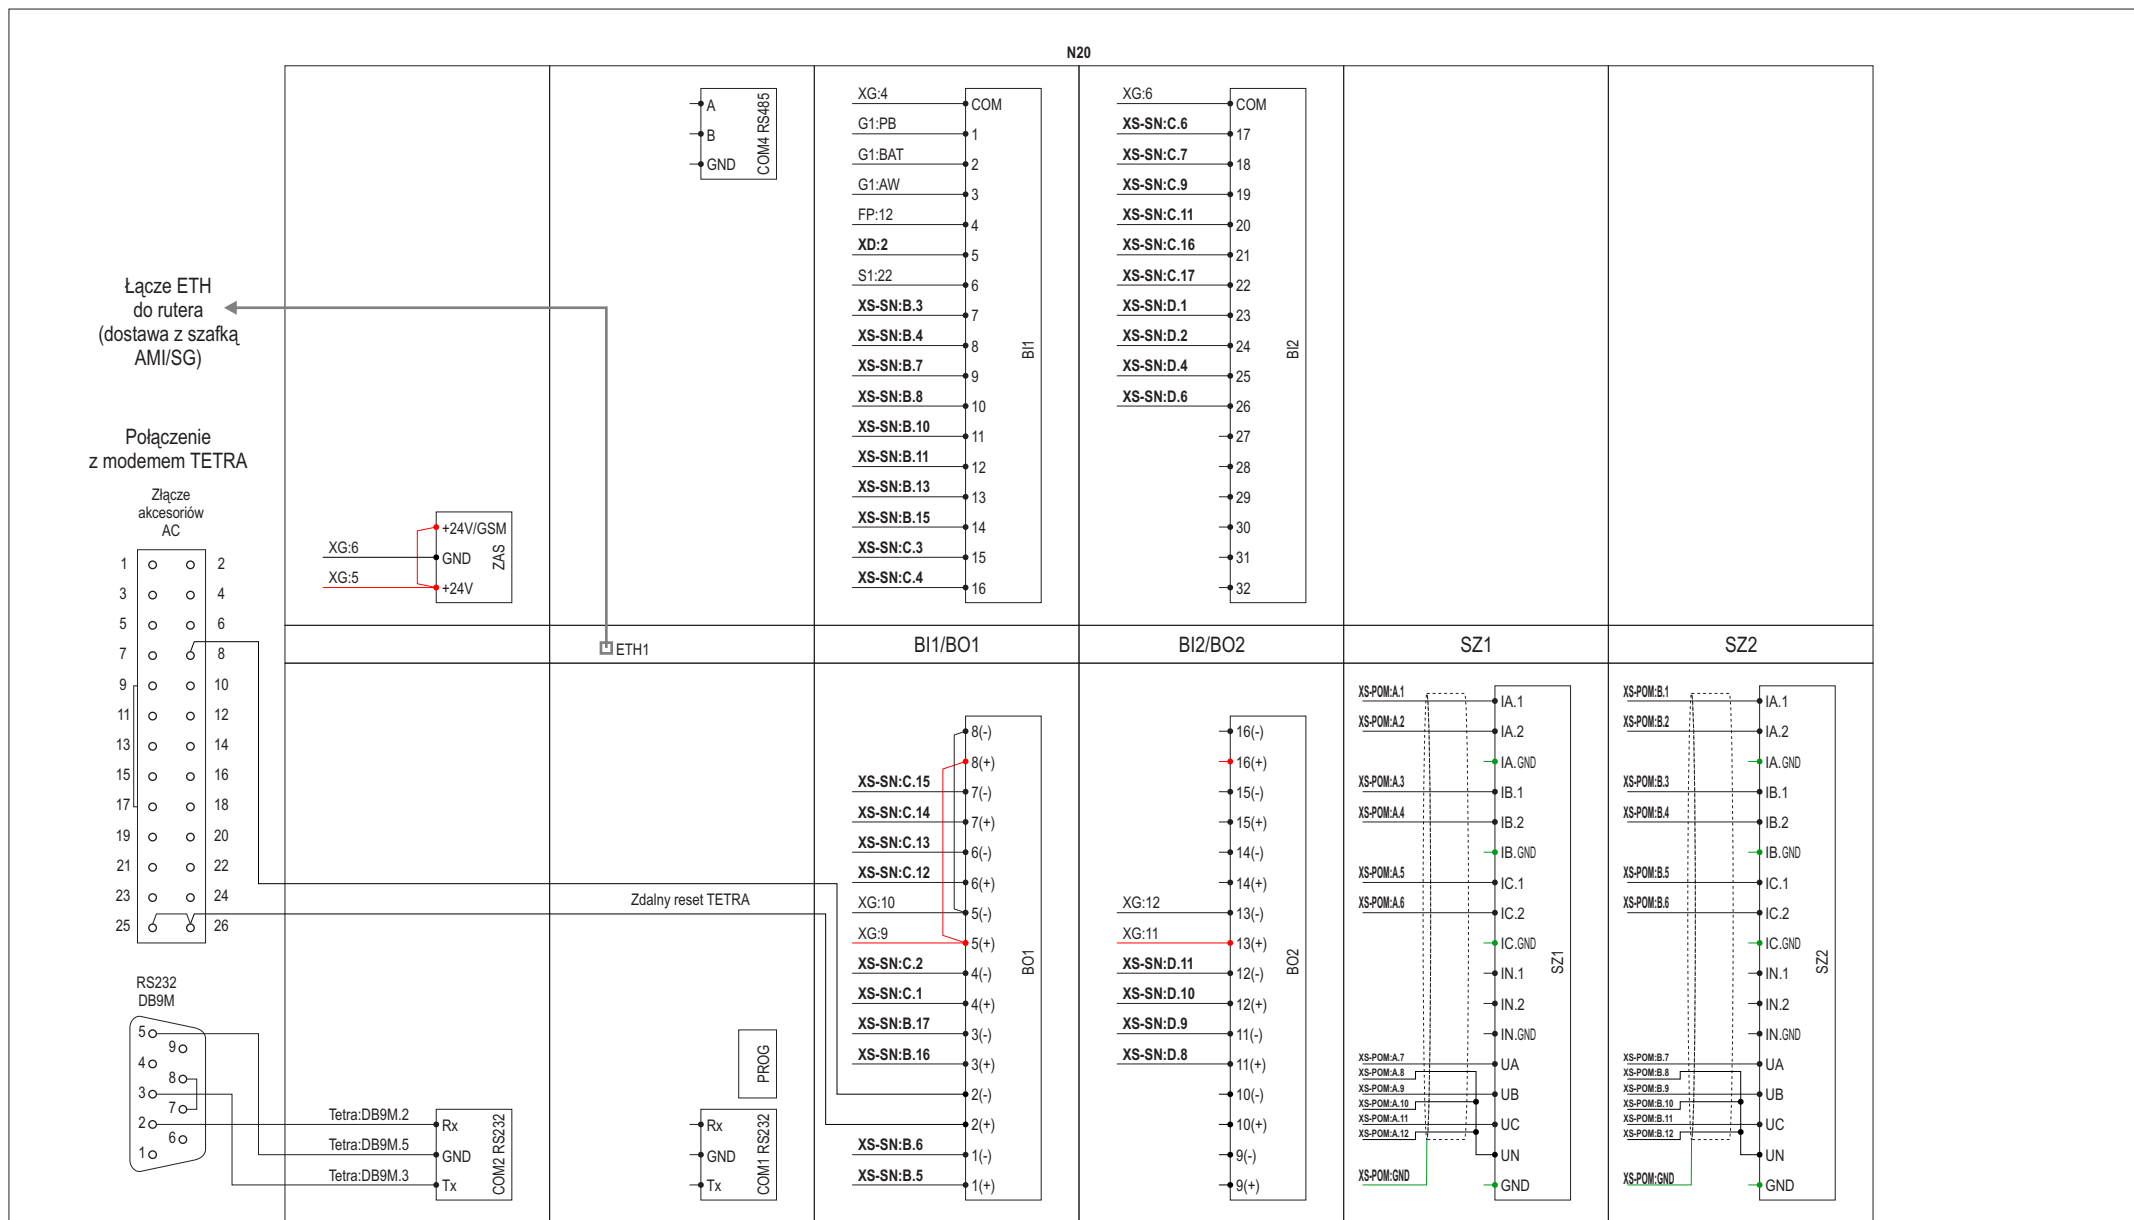 N20
Łącze ETH
do rutera
(dostawa z szafką
AMI/SG)
Połączenie
z modemem TETRA
Złącze
akcesoriów
AC
1 2
3 4
5 6
7 8
9 10
11 12
13 14
15 16
17 18
19 20
21 22
23 24
25 26
RS232
DB9M
5
9
4
8
3
7
2
6
1
+24V/GSM
XG:6 GND
XG:5 +24V
ZAS
Tetra:DB9M.2 Rx
Tetra:DB9M.5 GND
Tetra:DB9M.3 Tx
COM2 RS232
A
B
GND
COM4 RS485
ETH1
Zdalny reset TETRA
PROG
Rx
GND
Tx
COM1 RS232
XG:4 COM
G1:PB 1
G1:BAT 2
G1:AW 3
FP:12 4
XD:2 5
S1:22 6
XS-SN:B.3 7
XS-SN:B.4 8
XS-SN:B.7 9
XS-SN:B.8 10
XS-SN:B.10 11
XS-SN:B.11 12
XS-SN:B.13 13
XS-SN:B.15 14
XS-SN:C.3 15
XS-SN:C.4 16
BI1
BI1/BO1
8(-)
8(+)
XS-SN:C.15 7(-)
XS-SN:C.14 7(+)
XS-SN:C.13 6(-)
XS-SN:C.12 6(+)
XG:10 5(-)
XG:9 5(+)
XS-SN:C.2 4(-)
XS-SN:C.1 4(+)
XS-SN:B.17 3(-)
XS-SN:B.16 3(+)
2(-)
2(+)
XS-SN:B.6 1(-)
XS-SN:B.5 1(+)
BO1
XG:6 COM
XS-SN:C.6 17
XS-SN:C.7 18
XS-SN:C.9 19
XS-SN:C.11 20
XS-SN:C.16 21
XS-SN:C.17 22
XS-SN:D.1 23
XS-SN:D.2 24
XS-SN:D.4 25
XS-SN:D.6 26
27
28
29
30
31
32
BI2
BI2/BO2
16(-)
16(+)
15(-)
15(+)
14(-)
14(+)
XG:12 13(-)
XG:11 13(+)
XS-SN:D.11 12(-)
XS-SN:D.10 12(+)
XS-SN:D.9 11(-)
XS-SN:D.8 11(+)
10(-)
10(+)
9(-)
9(+)
BO2
SZ1
XS-POM:A.1 IA.1
XS-POM:A.2 IA.2
IA.GND
XS-POM:A.3 IB.1
XS-POM:A.4 IB.2
IB.GND
XS-POM:A.5 IC.1
XS-POM:A.6 IC.2
IC.GND
IN.1
IN.2
IN.GND
XS-POM:A.7 UA
XS-POM:A.8
XS-POM:A.9 UB
XS-POM:A.10
XS-POM:A.11 UC
XS-POM:A.12
UN
XS-POM:GND GND
SZ1
SZ2
XS-POM:B.1 IA.1
XS-POM:B.2 IA.2
IA.GND
XS-POM:B.3 IB.1
XS-POM:B.4 IB.2
IB.GND
XS-POM:B.5 IC.1
XS-POM:B.6 IC.2
IC.GND
IN.1
IN.2
IN.GND
XS-POM:B.7 UA
XS-POM:B.8
XS-POM:B.9 UB
XS-POM:B.10
XS-POM:B.11 UC
XS-POM:B.12
UN
XS-POM:GND GND
SZ2